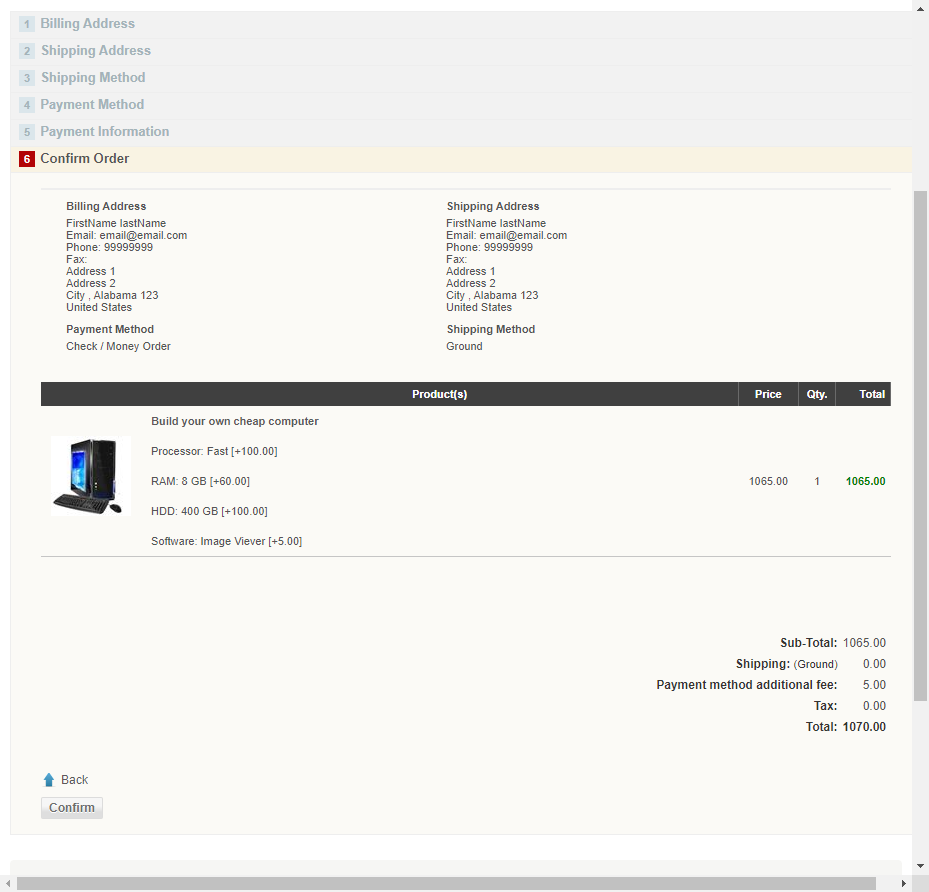 1 Billing Address
2 Shipping Address
3 Shipping Method
4 Payment Method
5 Payment Information
6 Confirm Order
Billing Address
FirstName lastName
Email: email@email.com
Phone: 99999999
Fax:
Address 1
Address 2
City , Alabama 123
United States
Payment Method
Check / Money Order
Shipping Address
FirstName lastName
Email: email@email.com
Phone: 99999999
Fax:
Address 1
Address 2
City , Alabama 123
United States
Shipping Method
Ground
Product(s) Price Qty. Total
Build your own cheap computer
Processor: Fast [+100.00]
RAM: 8 GB [+60.00] 1065.00 1 1065.00
HDD: 400 GB [+100.00]
Software: Image Viever [+5.00]
Sub-Total: 1065.00
Shipping: (Ground) 0.00
Payment method additional fee: 5.00
Tax: 0.00
Total: 1070.00
Back
Confirm